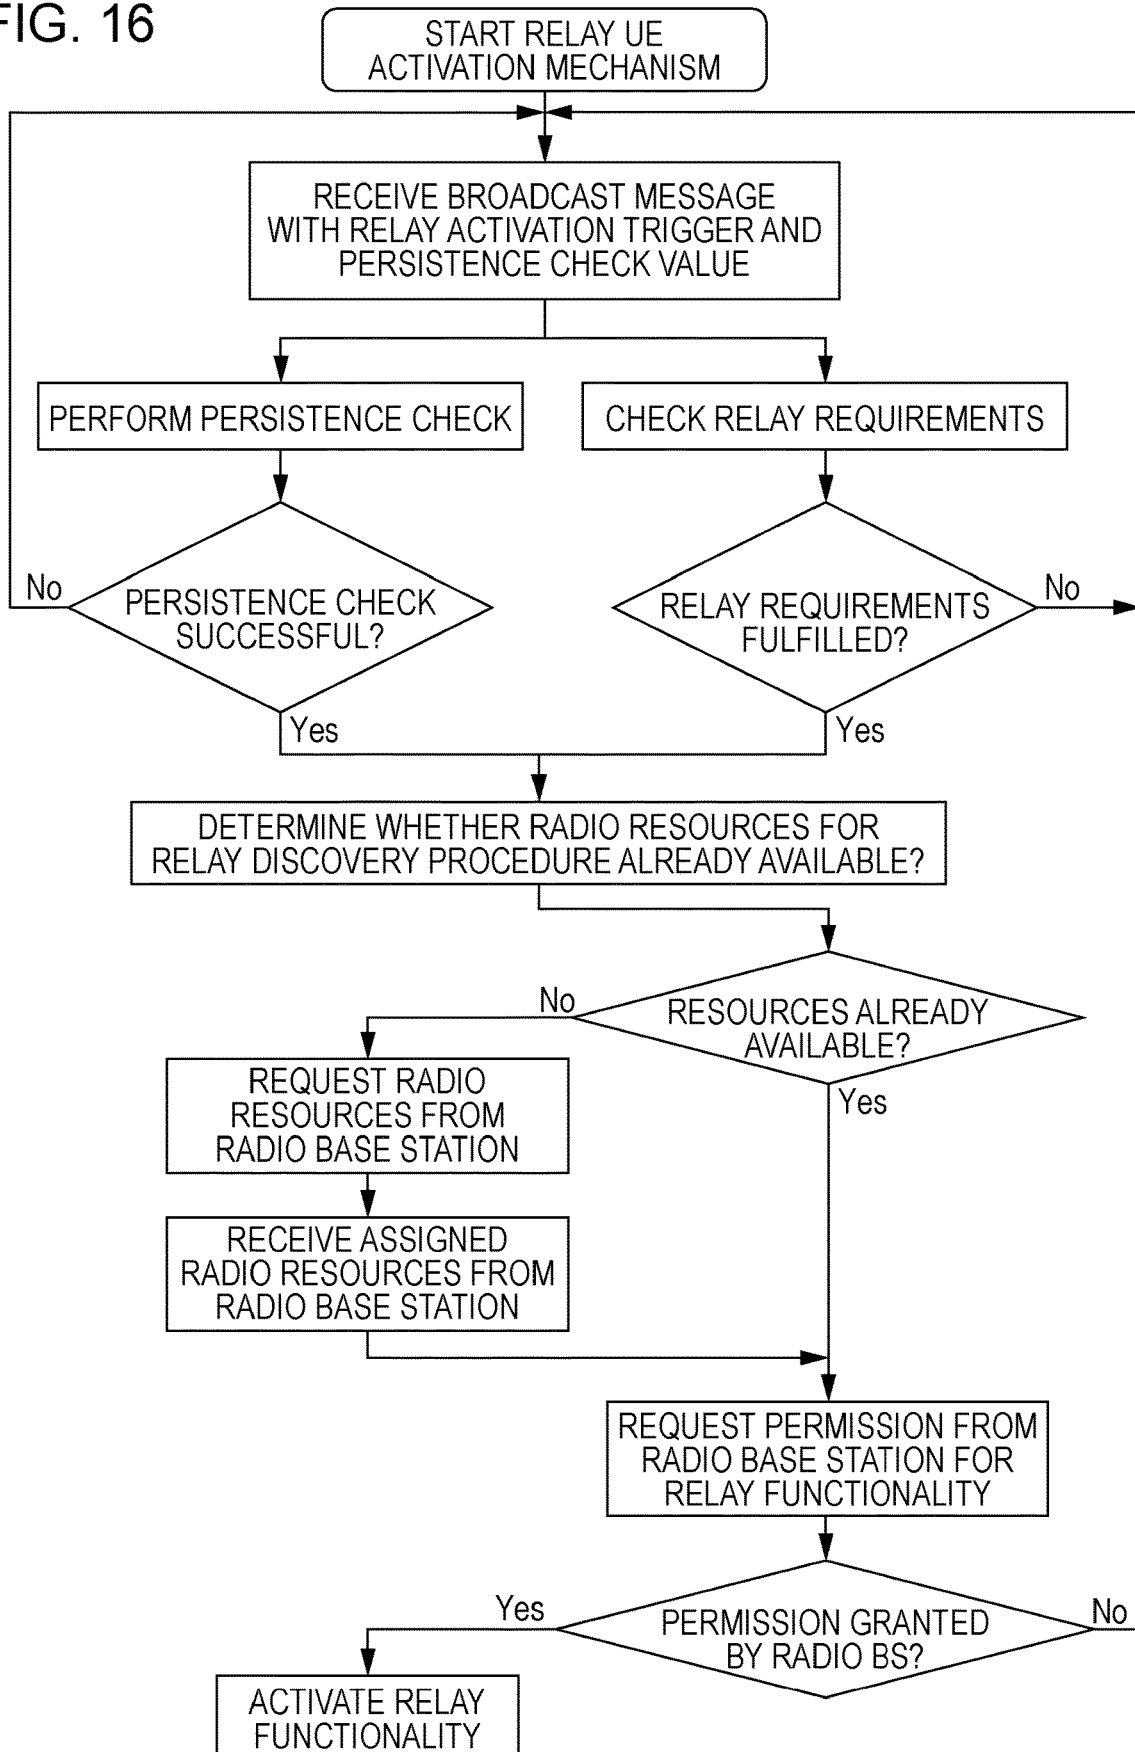 FIG. 16
START RELAY UE
ACTIVATION MECHANISM
RECEIVE BROADCAST MESSAGE
WITH RELAY ACTIVATION TRIGGER AND
PERSISTENCE CHECK VALUE
PERFORM PERSISTENCE CHECK
CHECK RELAY REQUIREMENTS
No
PERSISTENCE CHECK
SUCCESSFUL?
Yes
RELAY REQUIREMENTS
FULFILLED?
No
Yes
DETERMINE WHETHER RADIO RESOURCES FOR
RELAY DISCOVERY PROCEDURE ALREADY AVAILABLE?
RESOURCES ALREADY
AVAILABLE?
No
Yes
REQUEST RADIO
RESOURCES FROM
RADIO BASE STATION
RECEIVE ASSIGNED
RADIO RESOURCES FROM
RADIO BASE STATION
REQUEST PERMISSION FROM
RADIO BASE STATION FOR
RELAY FUNCTIONALITY
Yes
PERMISSION GRANTED
BY RADIO BS?
No
ACTIVATE RELAY
FUNCTIONALITY